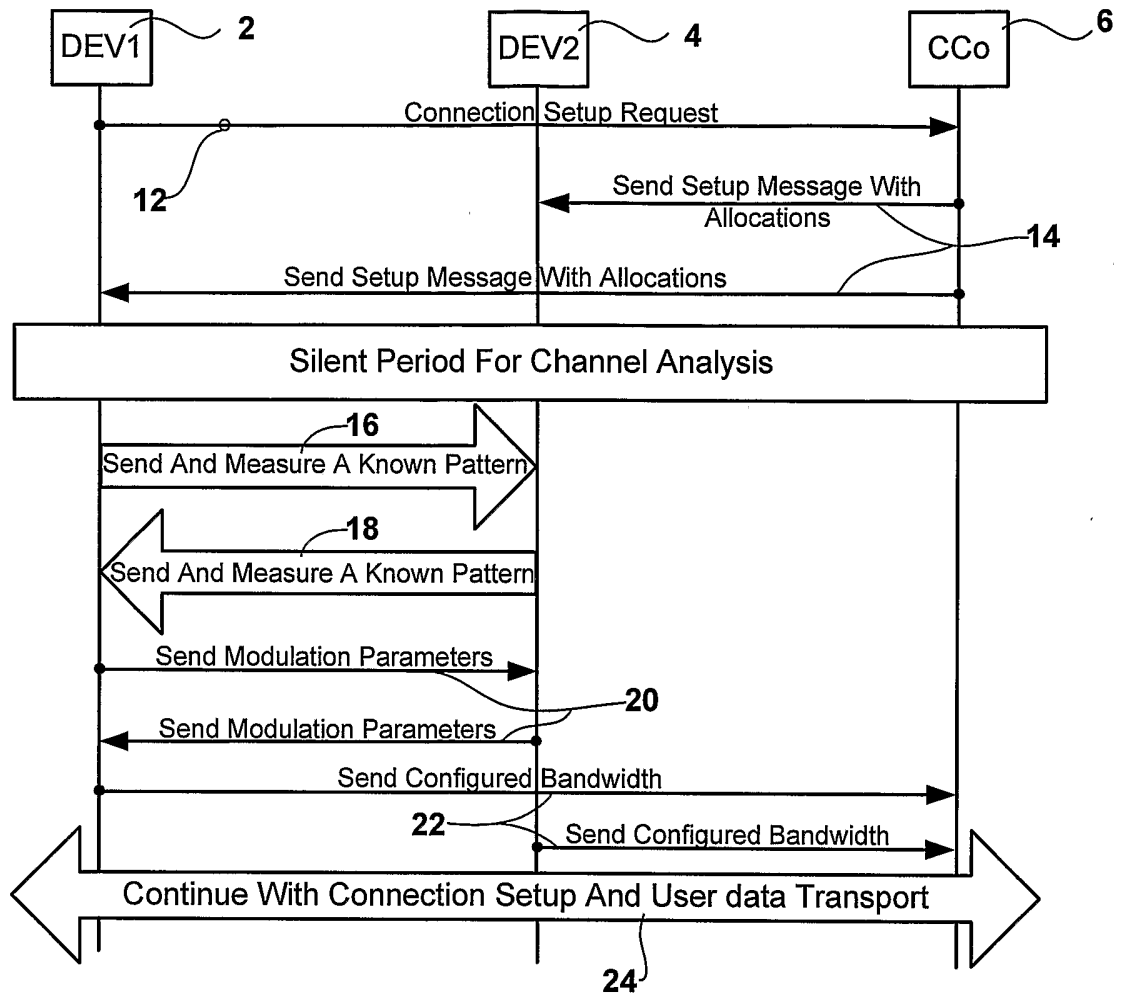 DEV1
2
DEV2
4
CCo
6
Connection Setup Request
12
Send Setup Message With
Allocations
14
Send Setup Message With Allocations
Silent Period For Channel Analysis
16
Send And Measure A Known Pattern
18
Send And Measure A Known Pattern
Send Modulation Parameters
20
Send Modulation Parameters
Send Configured Bandwidth
22
Send Configured Bandwidth
Continue With Connection Setup And User data Transport
24